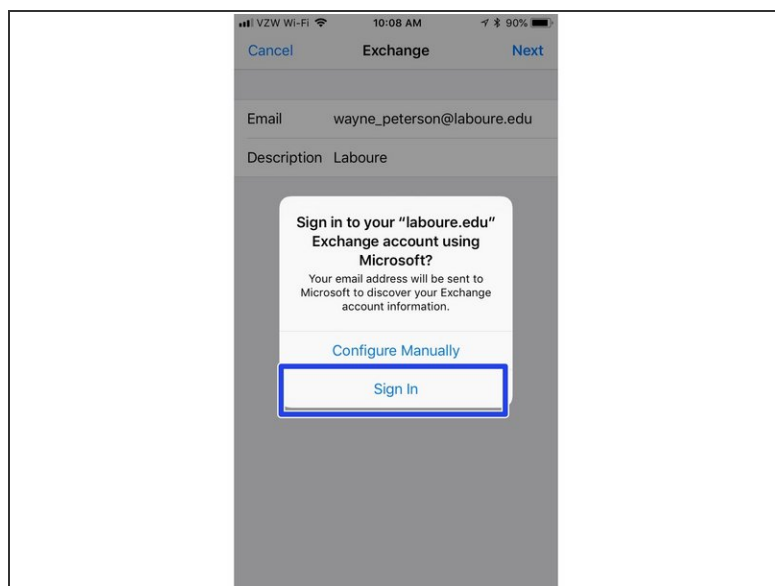 VZW Wi-Fi 10:08 AM 90%
Cancel Exchange Next
Email wayne_peterson@laboure.edu
Description Laboure
Sign in to your “laboure.edu”
Exchange account using
Microsoft?
Your email address will be sent to
Microsoft to discover your Exchange
account information.
Configure Manually
Sign In